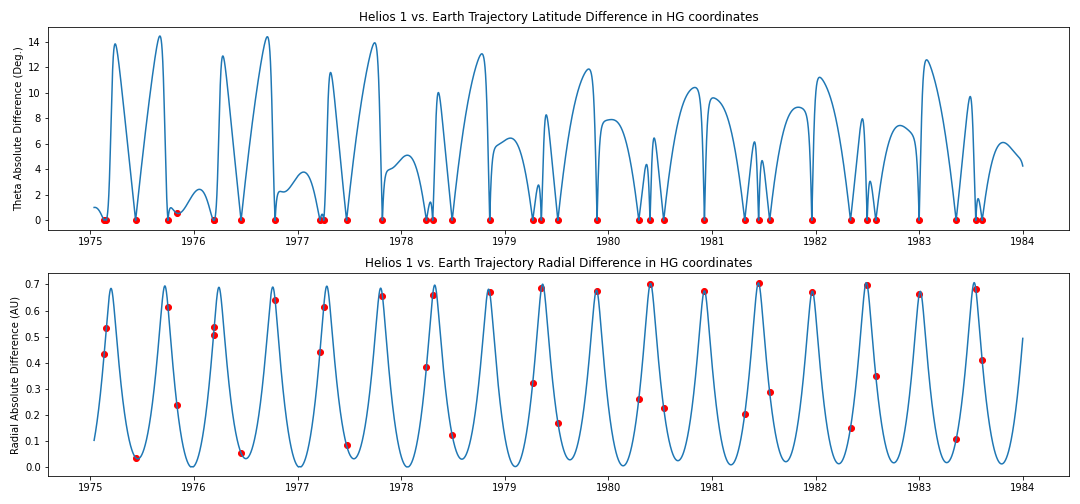 Helios 1 vs. Earth Trajectory Latitude Difference in HG coordinates
Theta Absolute Difference (Deg.)
14
12
10
8
6
4
2
0
1975 1976 1977 1978 1979 1980 1981 1982 1983 1984
Helios 1 vs. Earth Trajectory Radial Difference in HG coordinates
Radial Absolute Difference (AU)
0.7
0.6
0.5
0.4
0.3
0.2
0.1
0.0
1975 1976 1977 1978 1979 1980 1981 1982 1983 1984